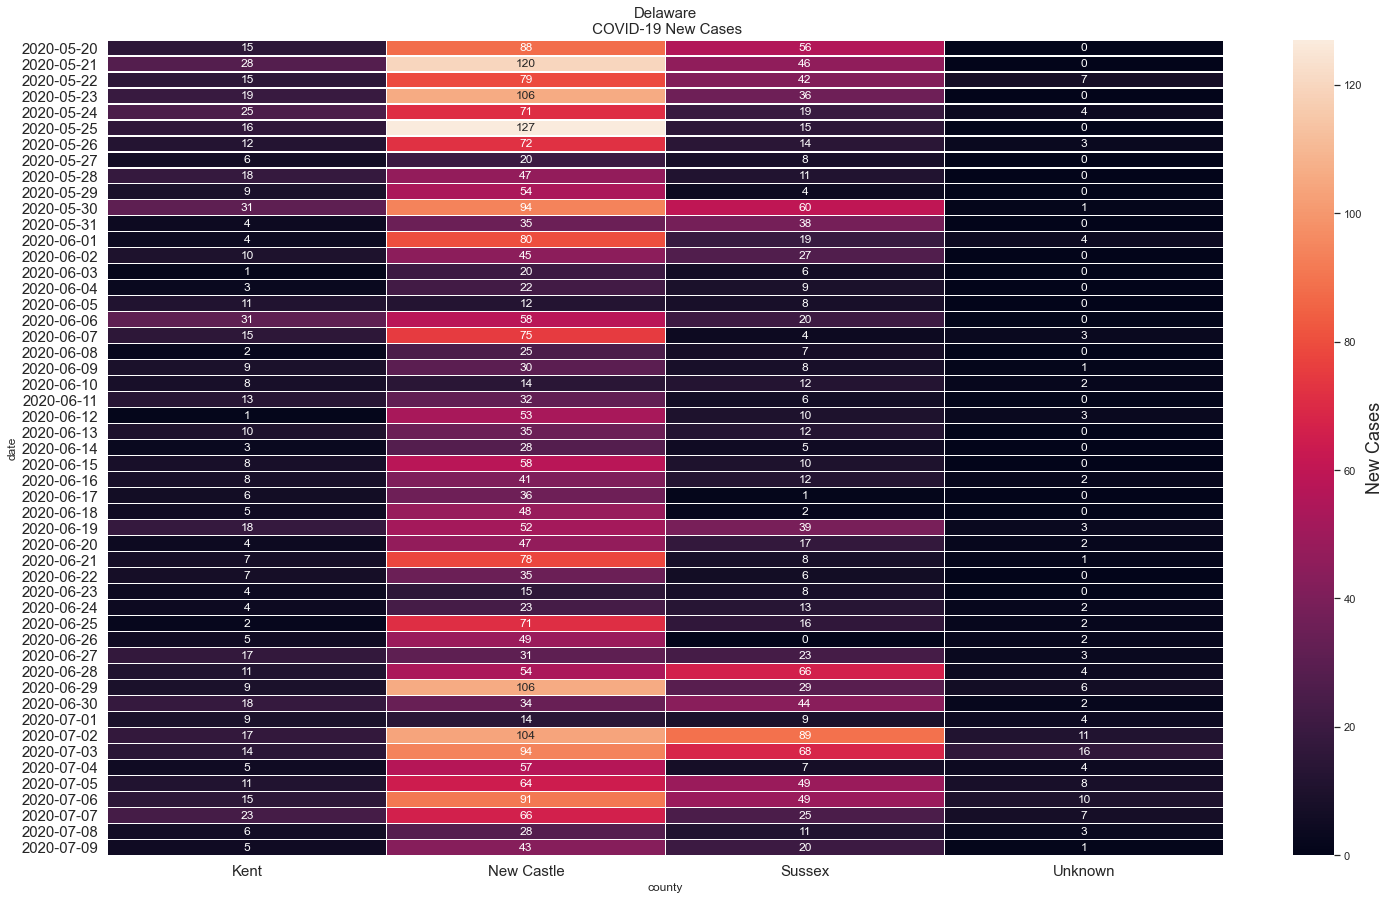 Delaware
COVID-19 New Cases
2020-05-20 15 88 56 0
2020-05-21 28 120 46 0
2020-05-22 15 79 42 7
2020-05-23 19 106 36 0
2020-05-24 25 71 19 4
2020-05-25 16 127 15 0
2020-05-26 12 72 14 3
2020-05-27 6 20 8 0
2020-05-28 18 47 11 0
2020-05-29 9 54 4 0
2020-05-30 31 94 60 1
2020-05-31 4 35 38 0
2020-06-01 4 80 19 4
2020-06-02 10 45 27 0
2020-06-03 1 20 6 0
2020-06-04 3 22 9 0
2020-06-05 11 12 8 0
2020-06-06 31 58 20 0
2020-06-07 15 75 4 3
2020-06-08 2 25 7 0
2020-06-09 9 30 8 1
2020-06-10 8 14 12 2
2020-06-11 13 32 6 0
2020-06-12 1 53 10 3
2020-06-13 10 35 12 0
2020-06-14 3 28 5 0
2020-06-15 8 58 10 0
2020-06-16 8 41 12 2
2020-06-17 6 36 1 0
2020-06-18 5 48 2 0
2020-06-19 18 52 39 3
2020-06-20 4 47 17 2
2020-06-21 7 78 8 1
2020-06-22 7 35 6 0
2020-06-23 4 15 8 0
2020-06-24 4 23 13 2
2020-06-25 2 71 16 2
2020-06-26 5 49 0 2
2020-06-27 17 31 23 3
2020-06-28 11 54 66 4
2020-06-29 9 106 29 6
2020-06-30 18 34 44 2
2020-07-01 9 14 9 4
2020-07-02 17 104 89 11
2020-07-03 14 94 68 16
2020-07-04 5 57 7 4
2020-07-05 11 64 49 8
2020-07-06 15 91 49 10
2020-07-07 23 66 25 7
2020-07-08 6 28 11 3
2020-07-09 5 43 20 1
date
Kent New Castle Sussex Unknown
county
120
100
80
60
40
20
0
New Cases